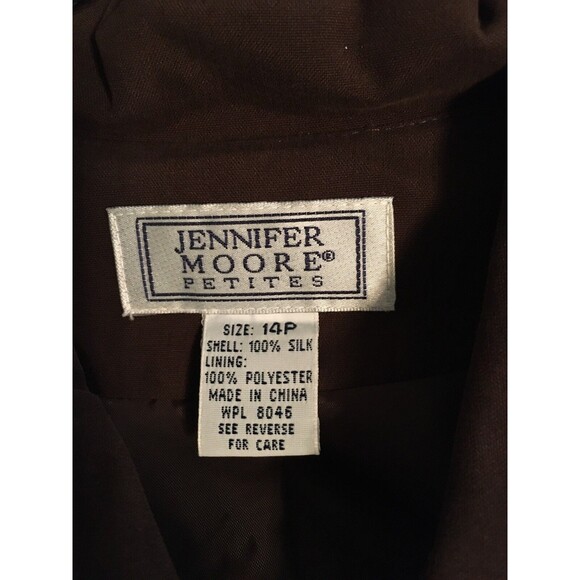 JENNIFER
MOORE®
PETITES
SIZE: 14P
SHELL: 100% SILK
LINING:
100% POLYESTER
MADE IN CHINA
WPL 8046
SEE REVERSE
FOR CARE